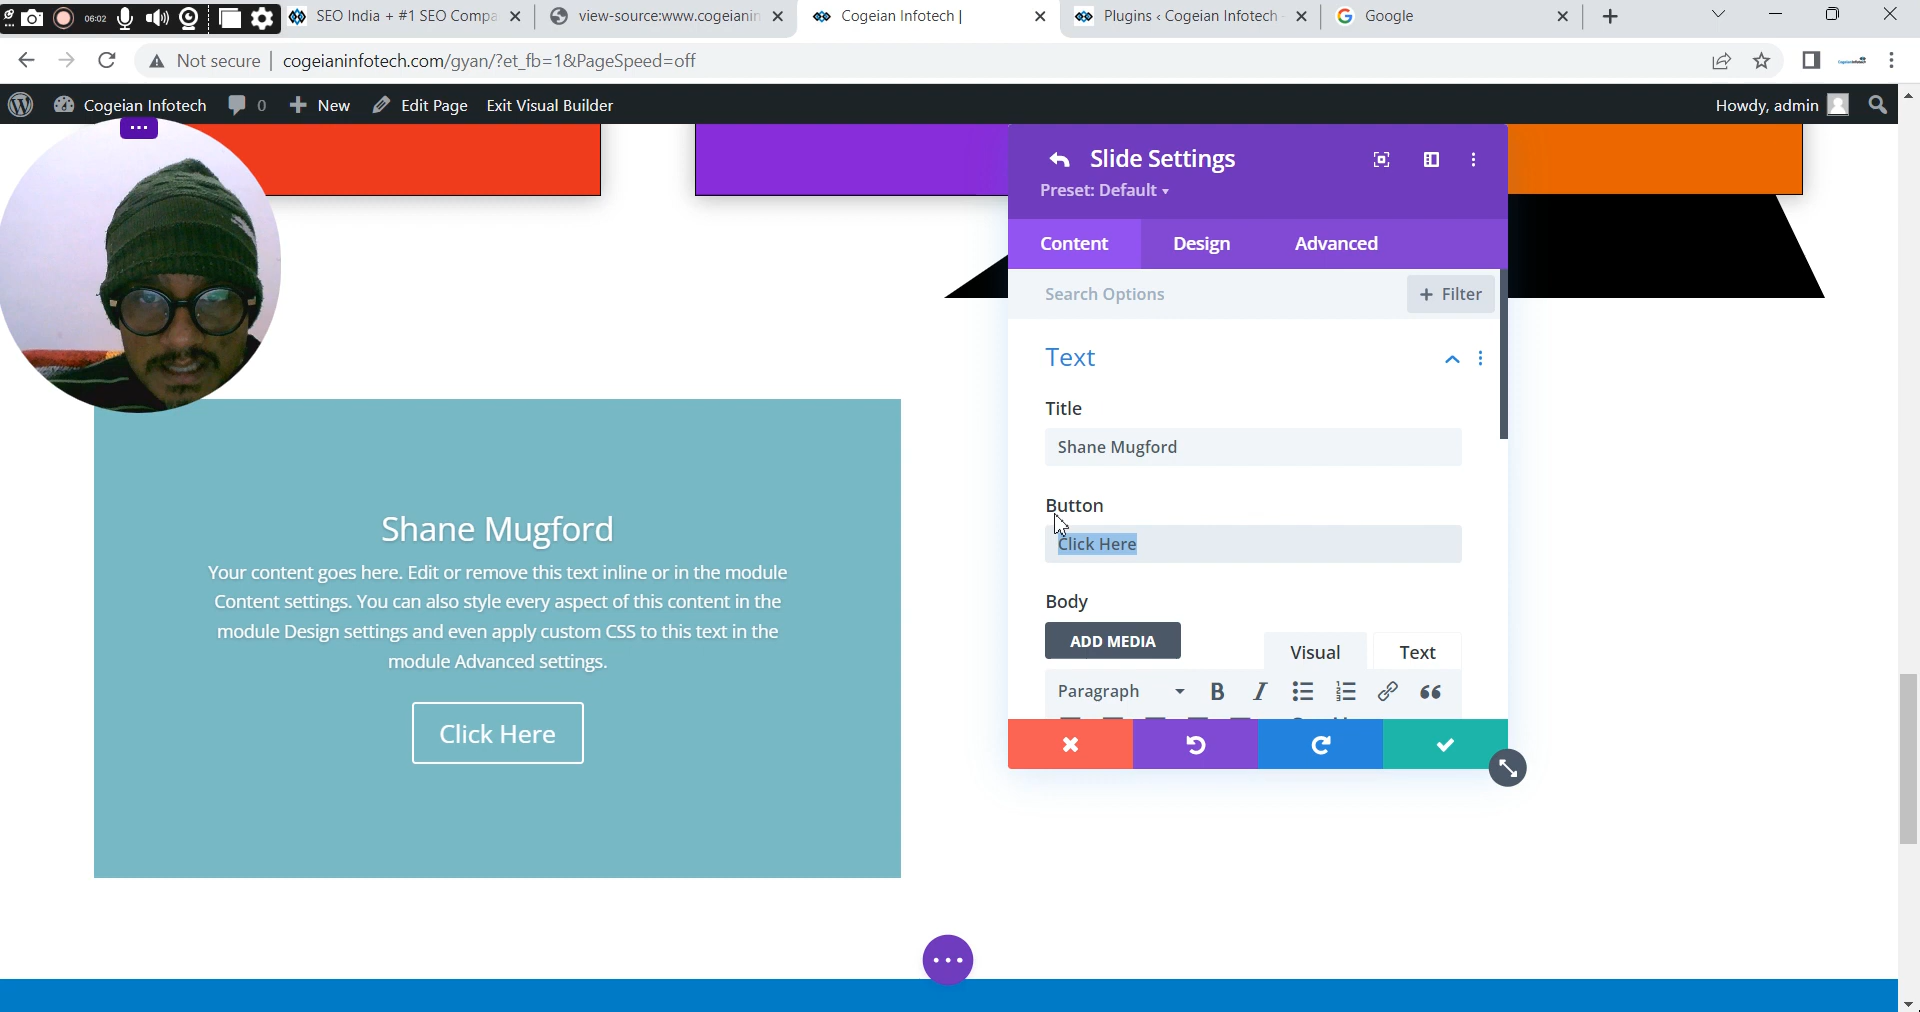 06:02
SEO India + #1 SEO Compa
view-source:www.cogeianin
Cogeian Infotech |
Plugins ‹ Cogeian Infotech
Google
Not secure
cogeianinfotech.com/gyan/?et_fb=1&PageSpeed=off
Cogeian Infotech
0
New
Edit Page
Exit Visual Builder
Howdy, admin
Slide Settings
Preset: Default
Content
Design
Advanced
Search Options
+ Filter
Text
Title
Shane Mugford
Button
Click Here
Body
ADD MEDIA
Visual
Text
Paragraph
B
I
Shane Mugford
Your content goes here. Edit or remove this text inline or in the module
Content settings. You can also style every aspect of this content in the
module Design settings and even apply custom CSS to this text in the
module Advanced settings.
Click Here